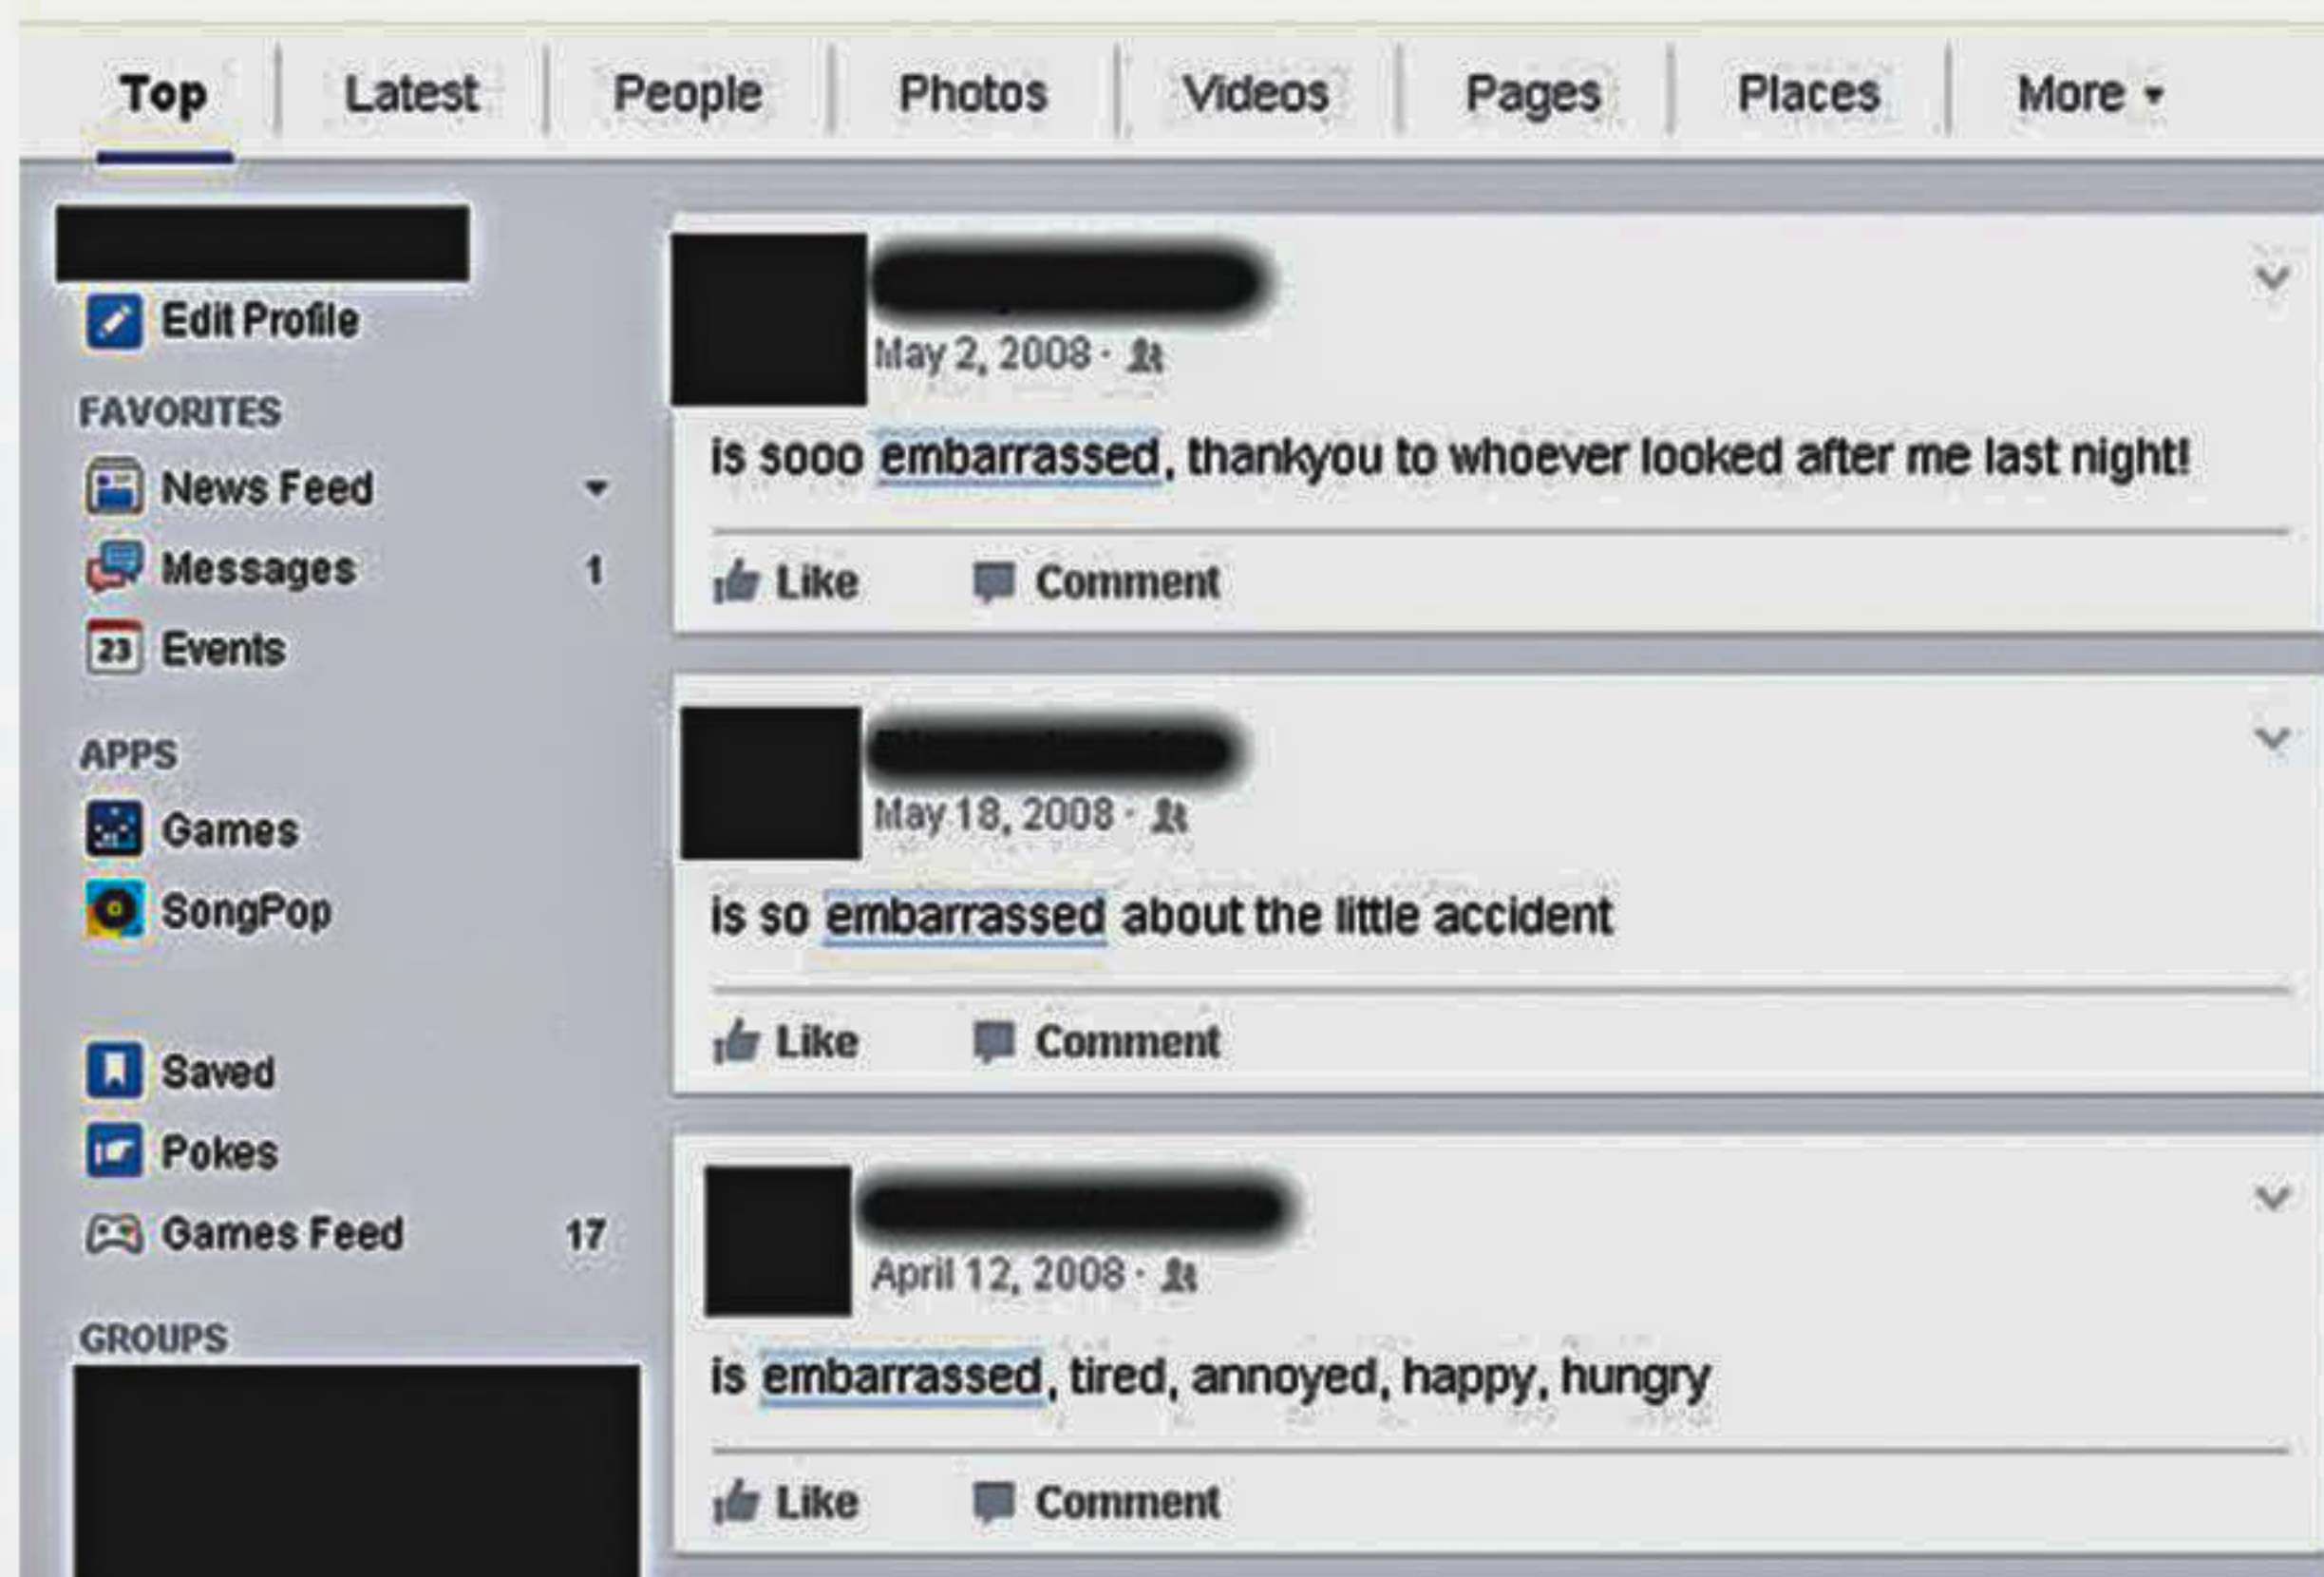 Top Latest People Photos Videos Pages Places More
Edit Profile
FAVORITES
News Feed
Messages 1
23 Events
APPS
Games
SongPop
Saved
Pokes
Games Feed 17
GROUPS
May 2, 2008 ·
is sooo embarrassed, thankyou to whoever looked after me last night!
Like Comment
May 18, 2008 ·
is so embarrassed about the little accident
Like Comment
April 12, 2008 ·
is embarrassed, tired, annoyed, happy, hungry
Like Comment